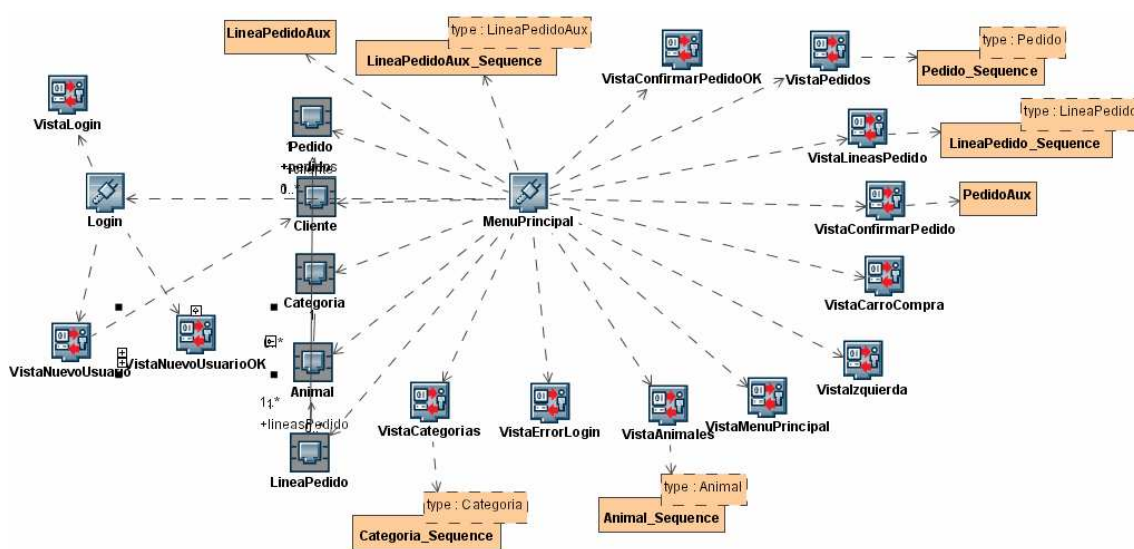 LineaPedidoAux
type : LineaPedidoAux
LineaPedidoAux_Sequence
VistaConfirmarPedidoOK
VistaPedidos
type : Pedido
Pedido_Sequence
VistaLogin
Pedido
+pedidos
VistaLineasPedido
type : LineaPedido
LineaPedido_Sequence
Login
Cliente
MenuPrincipal
VistaConfirmarPedido
PedidoAux
Categoria
VistaCarroCompra
VistaNuevoUsuario
VistaNuevoUsuarioOK
Animal
VistaIzquierda
+lineasPedido
LineaPedido
VistaCategorias
VistaErrorLogin
VistaAnimales
VistaMenuPrincipal
type : Categoria
Categoria_Sequence
type : Animal
Animal_Sequence